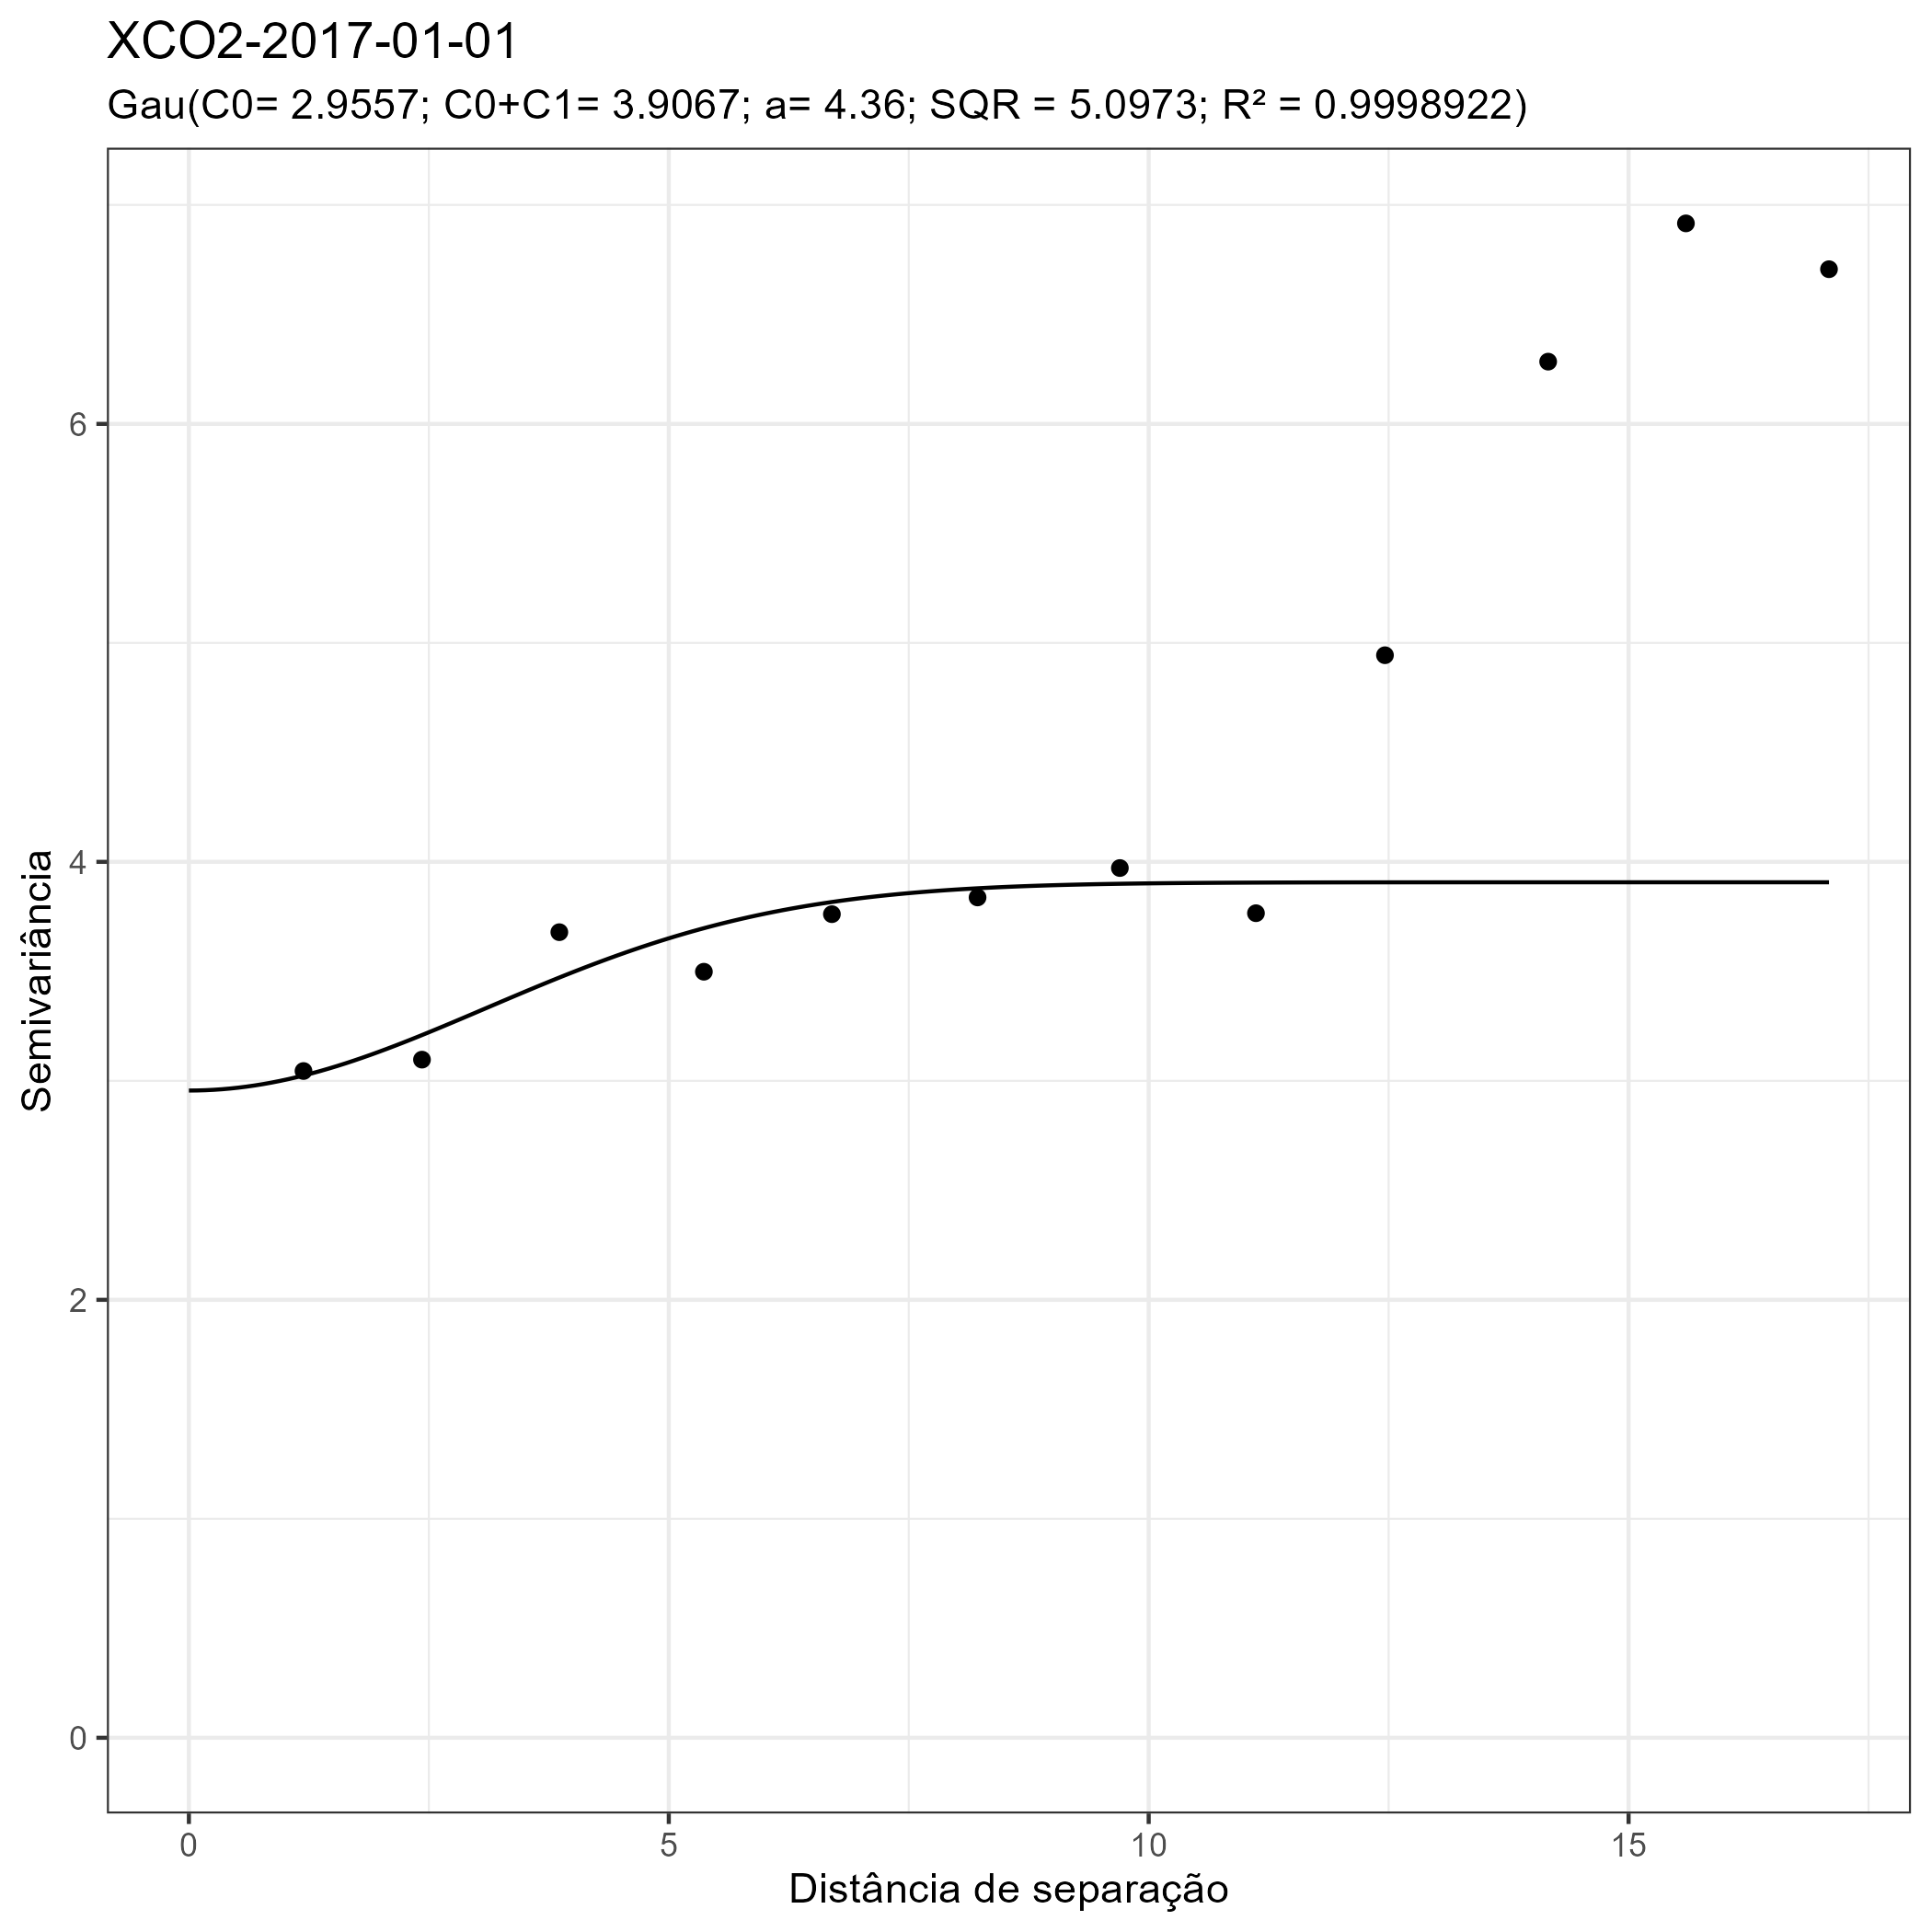 XCO2-2017-01-01
Gau(C0= 2.9557; C0+C1= 3.9067; a= 4.36; SQR = 5.0973; R² = 0.9998922)
Semivariância
6
4
2
0
0 5 10 15
Distância de separação